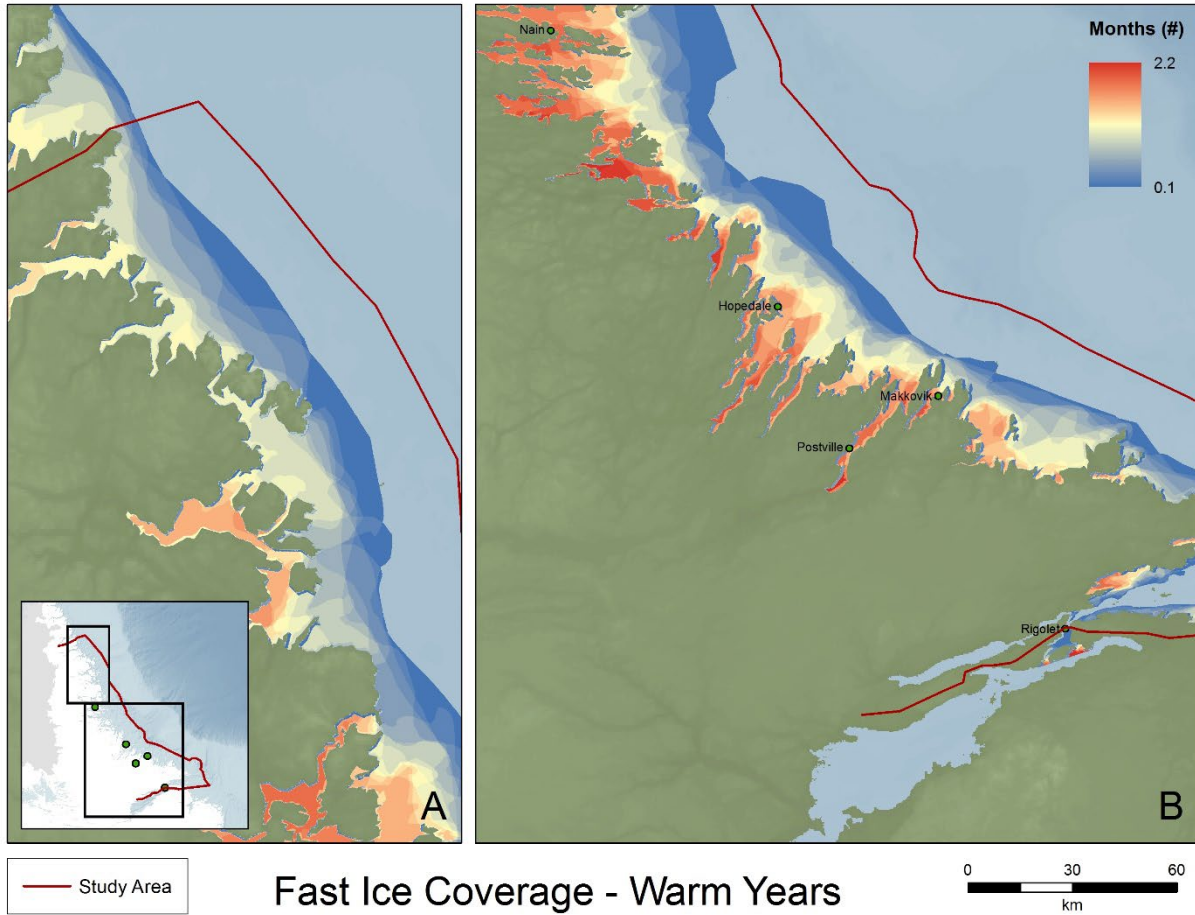 Nain
Months (#)
2.2
0.1
Hopedale
Makkovik
Postville
Rigolet
A
B
Study Area
Fast Ice Coverage - Warm Years
0 30 60
km